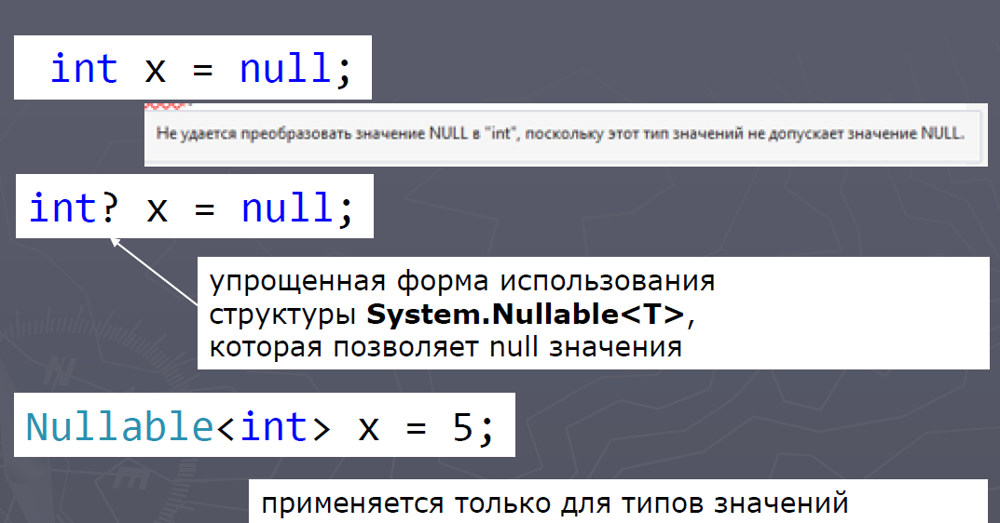 int x = null;
Не удается преобразовать значение NULL в "int", поскольку этот тип значений не допускает значение NULL.
int? x = null;
упрощенная форма использования
структуры System.Nullable<T>,
которая позволяет null значения
N
Nullable<int> x = 5;
E
применяется только для типов значений